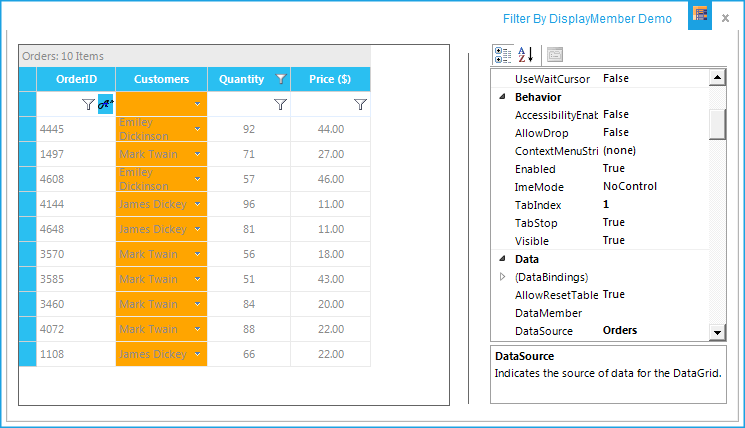 Filter By DisplayMember Demo
x
Orders: 10 Items
OrderID Customers Quantity Price ($)
4445 Emiley Dickinson 92 44.00
1497 Mark Twain 71 27.00
4608 Emiley Dickinson 57 46.00
4144 James Dickey 96 11.00
4648 James Dickey 81 11.00
3570 Mark Twain 56 18.00
3585 Mark Twain 51 43.00
3460 Mark Twain 84 20.00
4072 Mark Twain 88 22.00
1108 James Dickey 66 22.00
UseWaitCursor False
Behavior
AccessibilityEnab False
AllowDrop False
ContextMenuStri (none)
Enabled True
ImeMode NoControl
TabIndex 1
TabStop True
Visible True
Data
(DataBindings)
AllowResetTable True
DataMember
DataSource Orders
DataSource
Indicates the source of data for the DataGrid.